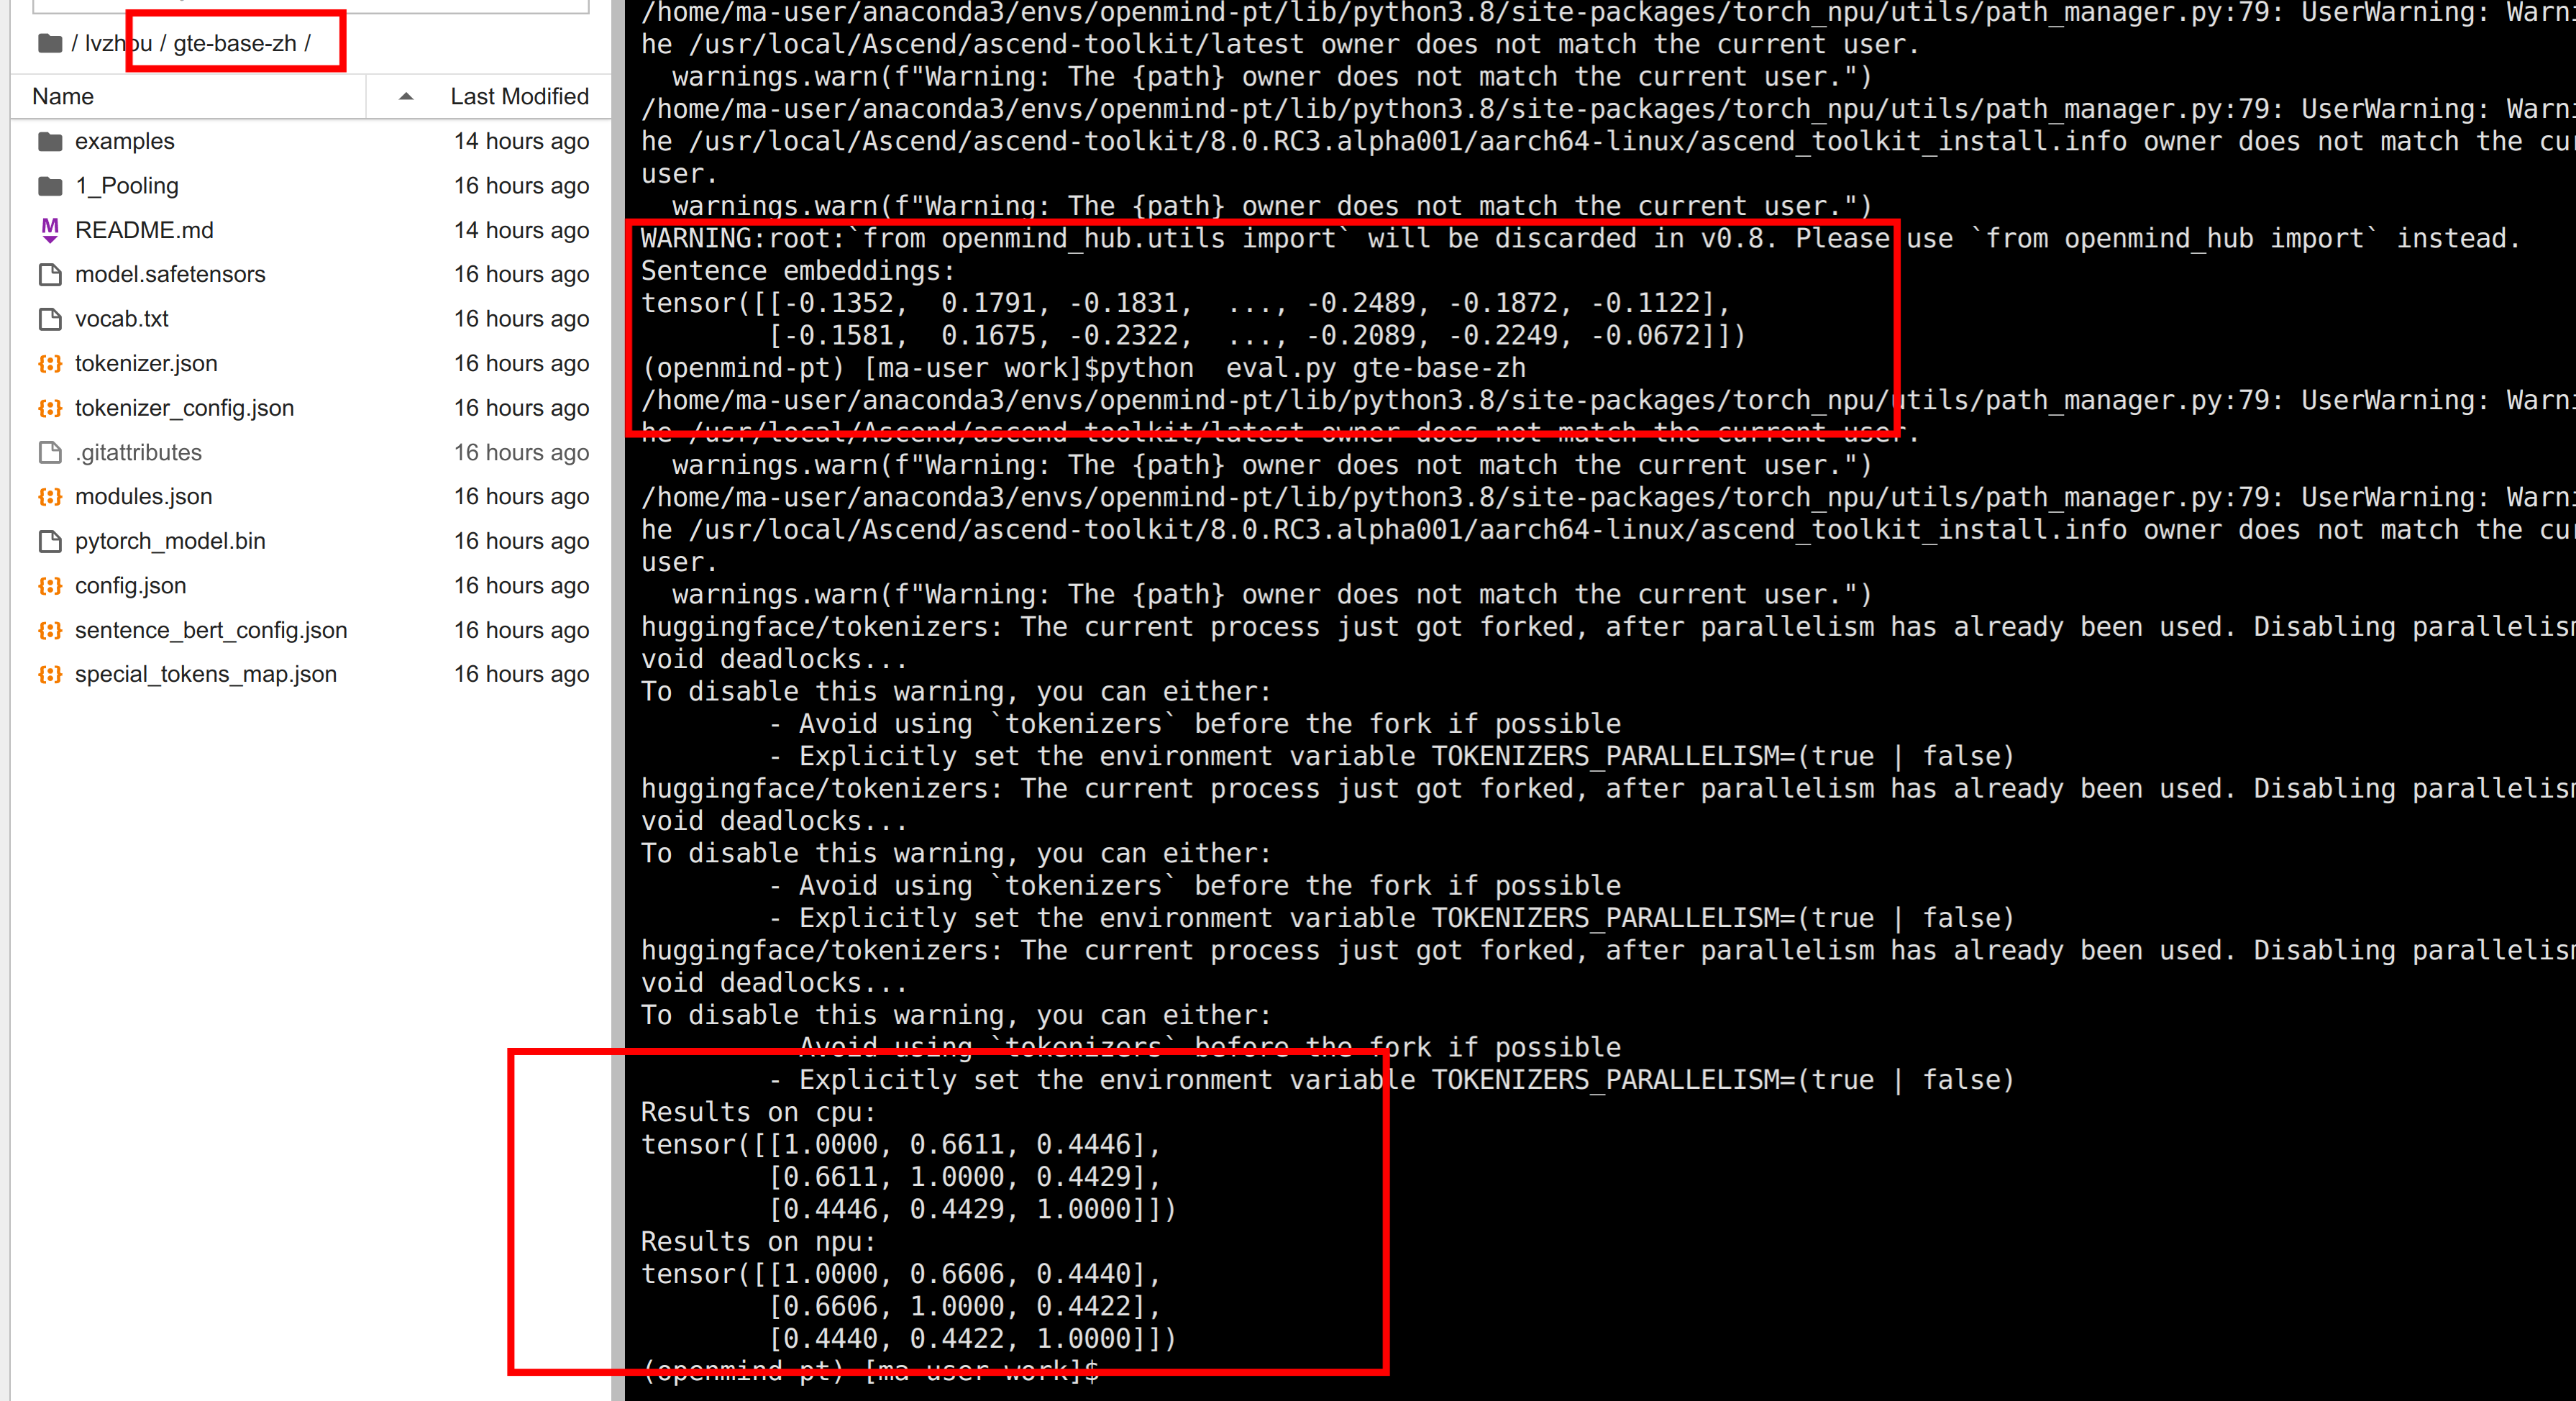 / lvzhou / gte-base-zh /
Name Last Modified
examples 14 hours ago
1_Pooling 16 hours ago
README.md 14 hours ago
model.safetensors 16 hours ago
vocab.txt 16 hours ago
tokenizer.json 16 hours ago
tokenizer_config.json 16 hours ago
.gitattributes 16 hours ago
modules.json 16 hours ago
pytorch_model.bin 16 hours ago
config.json 16 hours ago
sentence_bert_config.json 16 hours ago
special_tokens_map.json 16 hours ago
/home/ma-user/anaconda3/envs/openmind-pt/lib/python3.8/site-packages/torch_npu/utils/path_manager.py:79: UserWarning: Warni
he /usr/local/Ascend/ascend-toolkit/latest owner does not match the current user.
warnings.warn(f"Warning: The {path} owner does not match the current user.")
/home/ma-user/anaconda3/envs/openmind-pt/lib/python3.8/site-packages/torch_npu/utils/path_manager.py:79: UserWarning: Warni
he /usr/local/Ascend/ascend-toolkit/8.0.RC3.alpha001/aarch64-linux/ascend_toolkit_install.info owner does not match the cu
user.
warnings.warn(f"Warning: The {path} owner does not match the current user.")
WARNING:root:`from openmind_hub.utils import` will be discarded in v0.8. Please use `from openmind_hub import` instead.
Sentence embeddings:
tensor([[-0.1352,  0.1791, -0.1831,  ..., -0.2489, -0.1872, -0.1122],
[-0.1581,  0.1675, -0.2322,  ..., -0.2089, -0.2249, -0.0672]])
(openmind-pt) [ma-user work]$python  eval.py gte-base-zh
/home/ma-user/anaconda3/envs/openmind-pt/lib/python3.8/site-packages/torch_npu/utils/path_manager.py:79: UserWarning: Warni
he /usr/local/Ascend/ascend-toolkit/latest owner does not match the current user.
warnings.warn(f"Warning: The {path} owner does not match the current user.")
/home/ma-user/anaconda3/envs/openmind-pt/lib/python3.8/site-packages/torch_npu/utils/path_manager.py:79: UserWarning: Warni
he /usr/local/Ascend/ascend-toolkit/8.0.RC3.alpha001/aarch64-linux/ascend_toolkit_install.info owner does not match the cu
user.
warnings.warn(f"Warning: The {path} owner does not match the current user.")
huggingface/tokenizers: The current process just got forked, after parallelism has already been used. Disabling parallelism
void deadlocks...
To disable this warning, you can either:
- Avoid using `tokenizers` before the fork if possible
- Explicitly set the environment variable TOKENIZERS_PARALLELISM=(true | false)
huggingface/tokenizers: The current process just got forked, after parallelism has already been used. Disabling parallelism
void deadlocks...
To disable this warning, you can either:
- Avoid using `tokenizers` before the fork if possible
- Explicitly set the environment variable TOKENIZERS_PARALLELISM=(true | false)
huggingface/tokenizers: The current process just got forked, after parallelism has already been used. Disabling parallelism
void deadlocks...
To disable this warning, you can either:
- Avoid using `tokenizers` before the fork if possible
- Explicitly set the environment variable TOKENIZERS_PARALLELISM=(true | false)
Results on cpu:
tensor([[1.0000, 0.6611, 0.4446],
[0.6611, 1.0000, 0.4429],
[0.4446, 0.4429, 1.0000]])
Results on npu:
tensor([[1.0000, 0.6606, 0.4440],
[0.6606, 1.0000, 0.4422],
[0.4440, 0.4422, 1.0000]])
(openmind-pt) [ma-user work]$